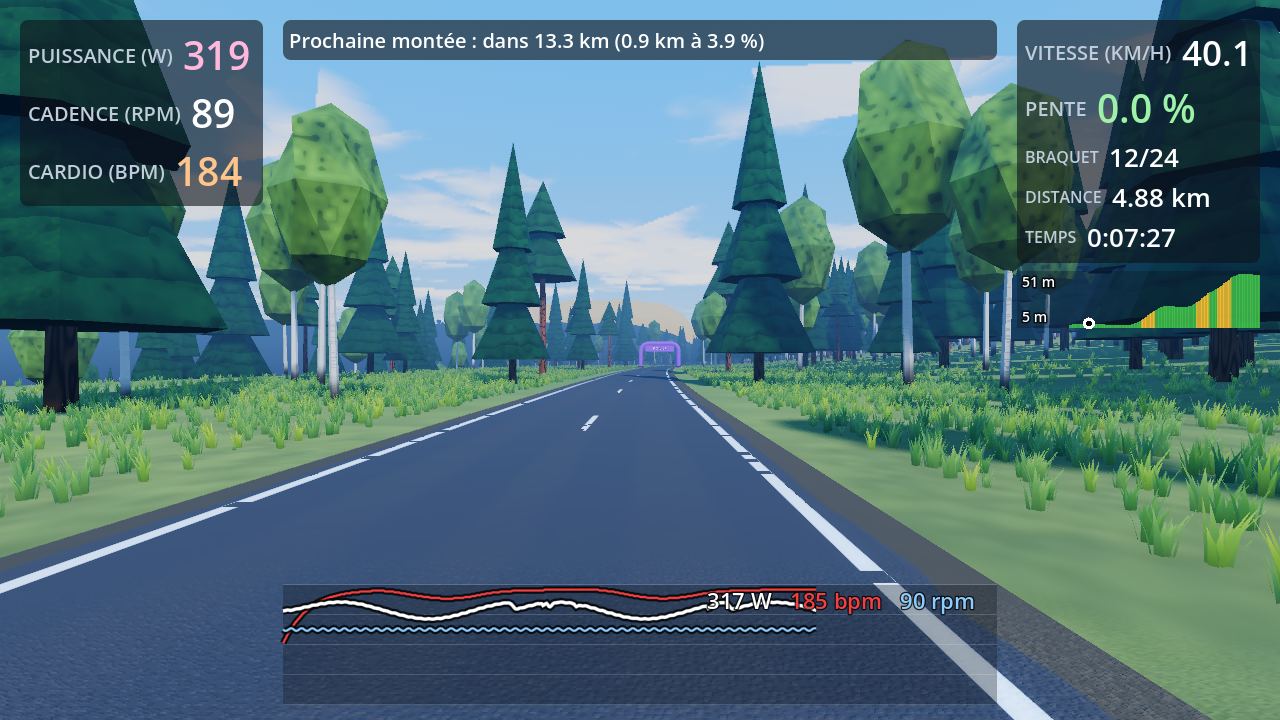 PUISSANCE (W) 319
CADENCE (RPM) 89
CARDIO (BPM) 184
Prochaine montée : dans 13.3 km (0.9 km à 3.9 %)
VITESSE (KM/H) 40.1
PENTE 0.0 %
BRAQUET 12/24
DISTANCE 4.88 km
TEMPS 0:07:27
51 m
5 m
317 W 185 bpm 90 rpm